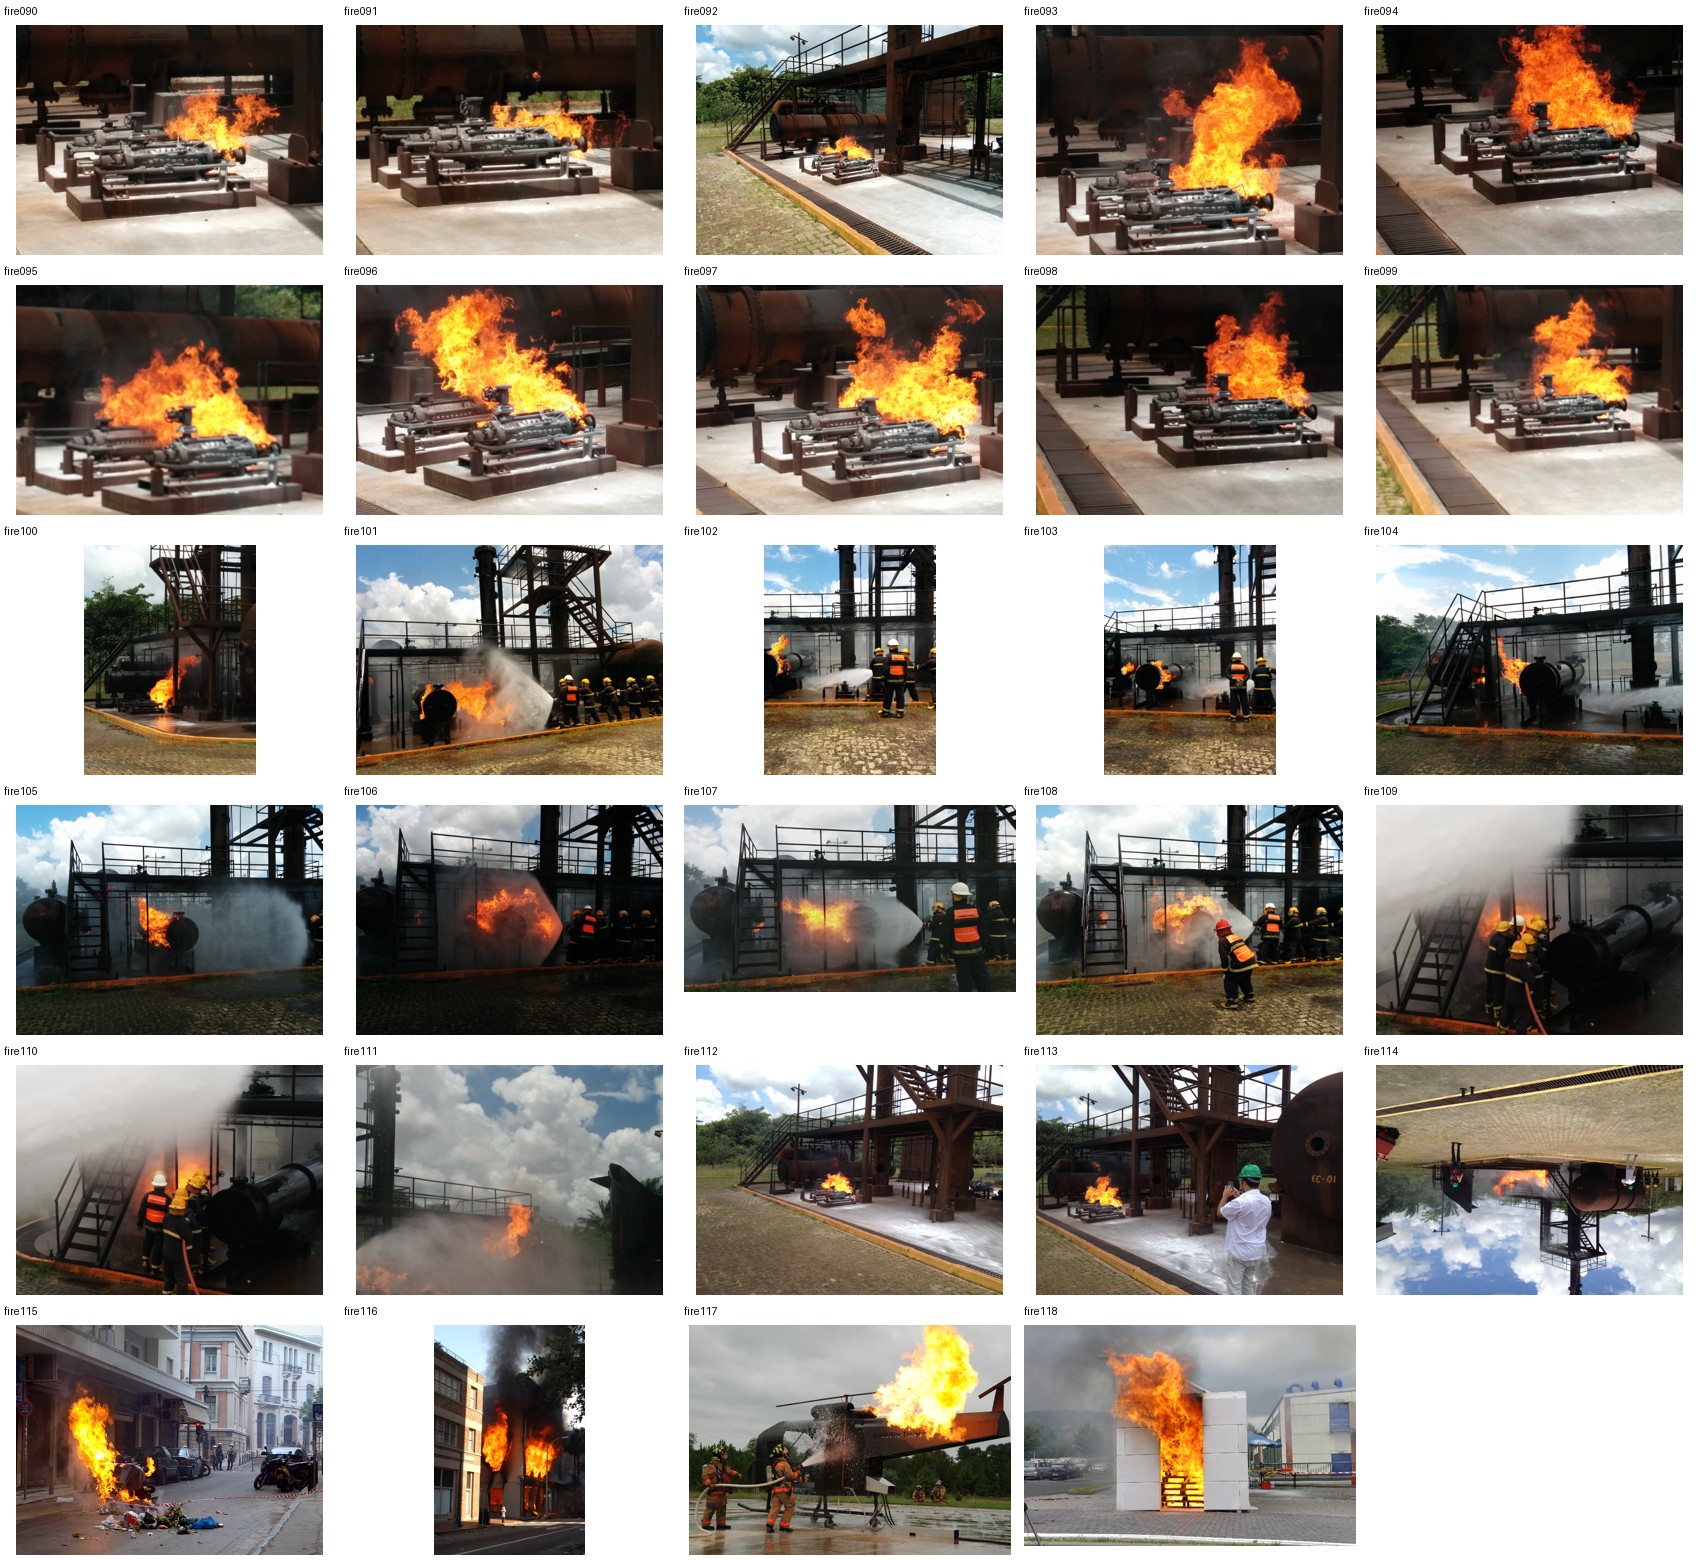 fire090 fire091 fire092 fire093 fire094
fire095 fire096 fire097 fire098 fire099
fire100 fire101 fire102 fire103 fire104
fire105 fire106 fire107 fire108 fire109
fire110 fire111 fire112 fire113 fire114
EC-01
fire115 fire116 fire117 fire118